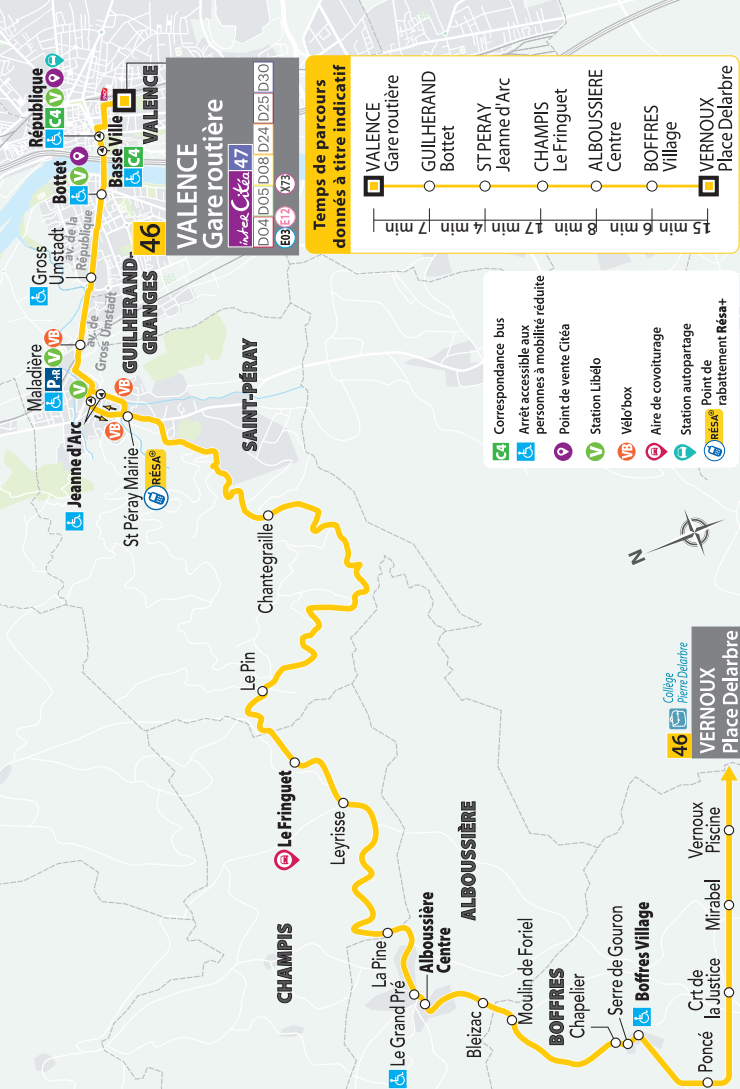 République
C4 V
VALENCE
Basse Ville
C4
Bottet
V
Gross
Umstadt
av. de la
République
46
VALENCE
Gare routière
inter Citéa 47
D04 D05 D08 D24 D25 D30
E03 E12 X73
GUILHERAND-
GRANGES
av. de
Gross Umstadt
Maladière
P+R V VB
V
VB
VB
Jeanne d'Arc
St Péray Mairie
RÉSA+
SAINT-PÉRAY
Chantegraille
Le Pin
Le Fringuet
Leyrisse
CHAMPIS
La Pine
Le Grand Pré
Alboussière
Centre
ALBOUSSIÈRE
Bleizac
Moulin de Foriel
BOFFRES
Chapelier
Serre de Gouron
Boffres Village
Poncé
Crt de
la Justice
Mirabel
Vernoux
Piscine
46
Collège
Pierre Delarbre
VERNOUX
Place Delarbre
N
Temps de parcours
donnés à titre indicatif
VALENCE
Gare routière
7 min
GUILHERAND
Bottet
4 min
ST PERAY
Jeanne d'Arc
17 min
CHAMPIS
Le Fringuet
8 min
ALBOUSSIERE
Centre
6 min
BOFFRES
Village
15 min
VERNOUX
Place Delarbre
C4 Correspondance bus
Arrêt accessible aux
personnes à mobilité réduite
Point de vente Citéa
V Station Libélo
VB Vélo'box
Aire de covoiturage
Station autopartage
RÉSA+ Point de
rabattement Résa+